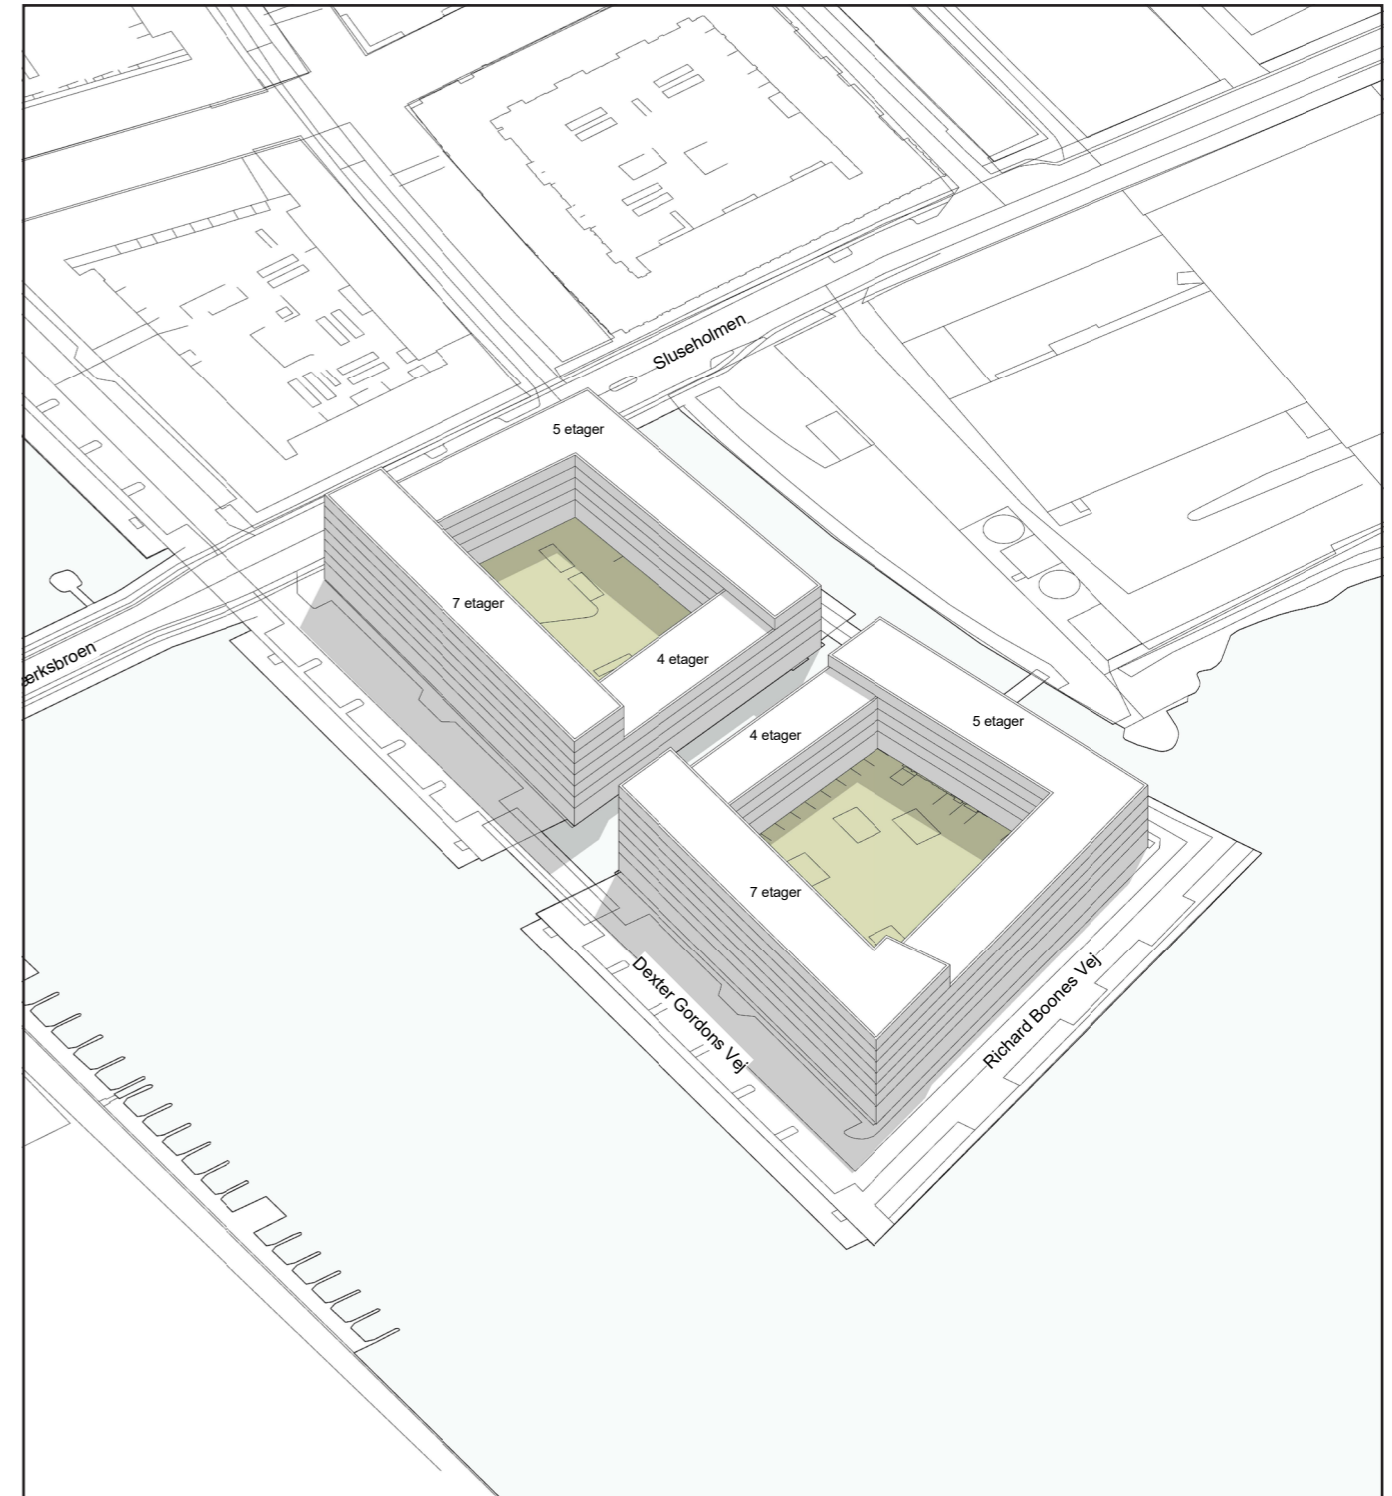 Sluseholmen
5 etager
7 etager
4 etager
ærksbroen
5 etager
4 etager
7 etager
Dexter Gordons Vej
Richard Boones Vej